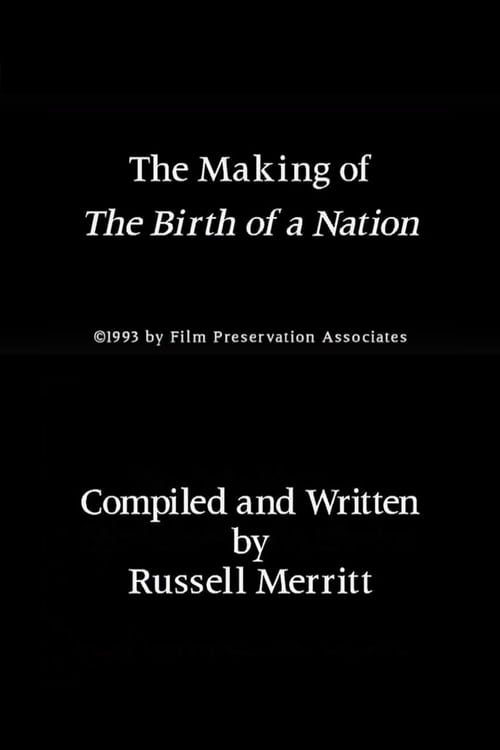 The Making of
The Birth of a Nation
©1993 by Film Preservation Associates
Compiled and Written
by
Russell Merritt